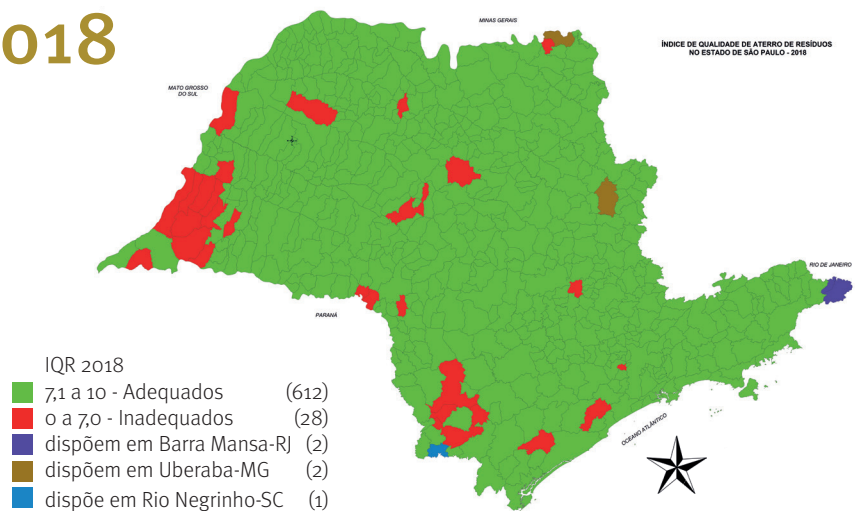 018
MINAS GERAIS
ÍNDICE DE QUALIDADE DE ATERRO DE RESÍDUOS
NO ESTADO DE SÃO PAULO - 2018
MATO GROSSO
DO SUL
RIO DE JANEIRO
PARANÁ
OCEANO ATLÂNTICO
IQR 2018
7,1 a 10 - Adequados (612)
0 a 7,0 - Inadequados (28)
dispõem em Barra Mansa-RJ (2)
dispõem em Uberaba-MG (2)
dispõe em Rio Negrinho-SC (1)